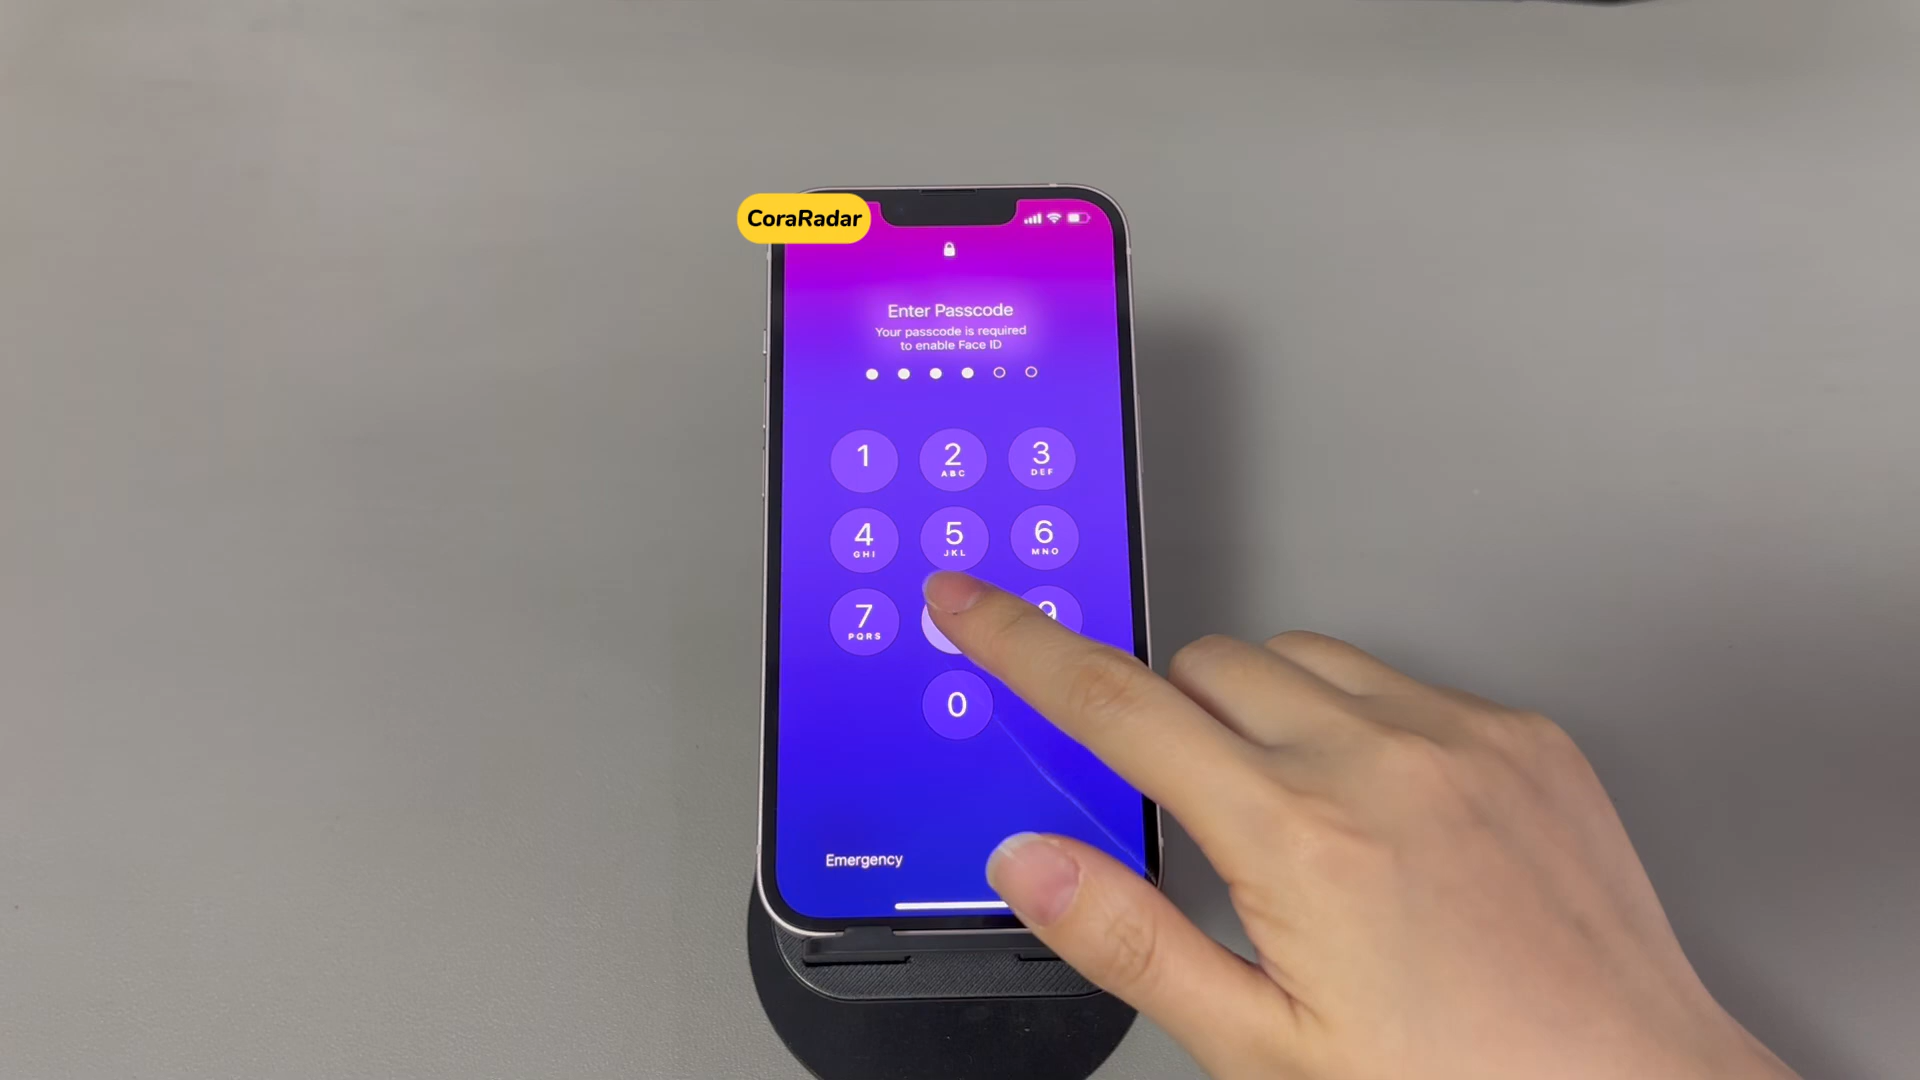 CoraRadar
Enter Passcode
Your passcode is required
to enable Face ID
1
2
ABC
3
DEF
4
GHI
5
JKL
6
MNO
7
PQRS
9
0
Emergency